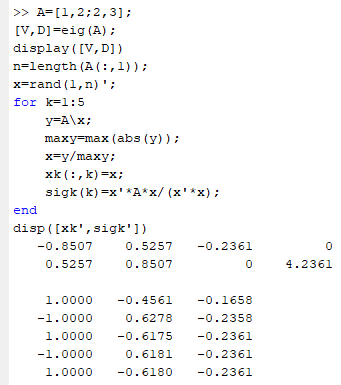 >> A=[1,2;2,3];
[V,D]=eig(A);
display([V,D])
n=length(A(:,1));
x=rand(1,n)';
for k=1:5
y=A\x;
maxy=max(abs(y));
x=y/maxy;
xk(:,k)=x;
sigk(k)=x'*A*x/(x'*x);
end
disp([xk',sigk'])
-0.8507 0.5257 -0.2361 0
0.5257 0.8507 0 4.2361
1.0000 -0.4561 -0.1658
-1.0000 0.6278 -0.2358
1.0000 -0.6175 -0.2361
-1.0000 0.6181 -0.2361
1.0000 -0.6180 -0.2361